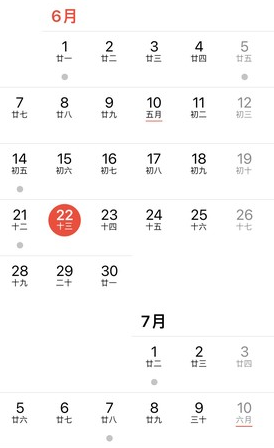 6月
1 2 3 4 5
廿一 廿二 廿三 廿四 廿五
7 8 9 10 11 12
廿七 廿八 廿九 五月 初二 初三
14 15 16 17 18 19
初五 初六 初七 初八 初九 初十
21 22 23 24 25 26
十二 十三 十四 十五 十六 十七
28 29 30
十九 二十 廿一
7月
1 2 3
廿二 廿三 廿四
5 6 7 8 9 10
廿六 廿七 廿八 廿九 三十 六月